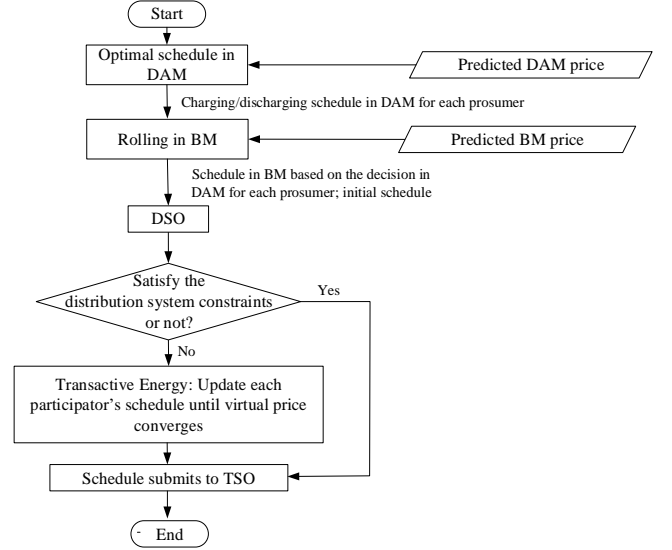 Start
Optimal schedule in
DAM
Predicted DAM price
Charging/discharging schedule in DAM for each prosumer
Rolling in BM
Predicted BM price
Schedule in BM based on the decision in
DAM for each prosumer; initial schedule
DSO
Satisfy the
distribution system constraints
or not?
Yes
No
Transactive Energy: Update each
participator's schedule until virtual price
converges
Schedule submits to TSO
- End